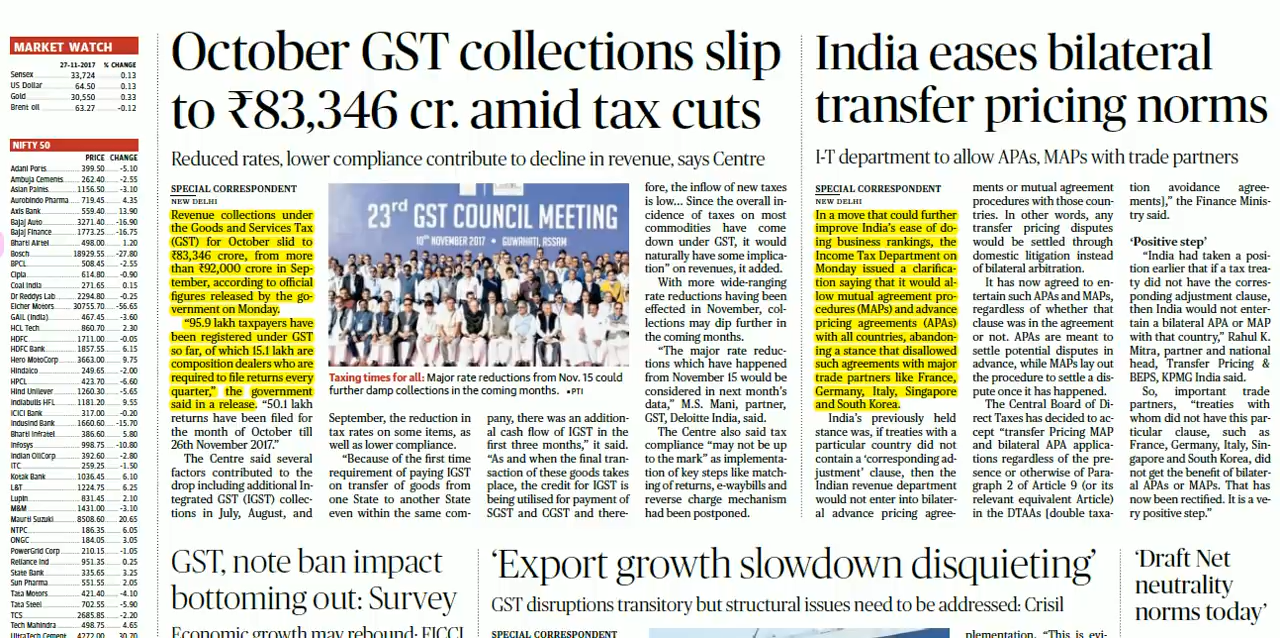 MARKET WATCH
27-11-2017 % CHANGE
Sensex 33,724 0.13
US Dollar 64.50 0.13
Gold 30,550 0.33
Brent oil 63.27 -0.12
NIFTY 50
PRICE CHANGE
Adani Ports 399.50 -5.10
Ambuja Cements 262.40 -2.55
Asian Paints 1156.50 -3.10
Aurobindo Pharma 719.45 4.35
Axis Bank 559.40 13.90
Bajaj Auto 3271.40 -16.90
Bajaj Finance 1773.25 -16.75
Bharti Airtel 498.00 1.20
Bosch 18929.55 -27.80
BPCL 508.45 -2.55
Cipla 614.80 -0.90
Coal India 271.65 0.15
Dr Reddys Lab 2294.80 -0.25
Eicher Motors 30755.70 -56.65
GAIL (India) 467.45 -3.60
HCL Tech 860.70 2.30
HDFC 1711.00 -0.05
HDFC Bank 1857.55 6.15
Hero MotoCorp 3663.00 9.75
Hindalco 249.65 -2.00
HPCL 423.70 -6.60
Hind Unilever 1260.30 -5.65
Indiabulls HFL 1181.20 9.55
ICICI Bank 317.00 -0.20
IndusInd Bank 1660.60 -15.70
Bharti Infratel 386.60 5.80
Infosys 998.75 -10.80
Indian OilCorp 392.60 -2.80
ITC 259.25 -1.50
Kotak Bank 1036.45 6.10
L&T 1224.75 6.25
Lupin 831.45 2.10
M&M 1431.00 -3.10
Maruti Suzuki 8508.60 20.65
NTPC 186.35 6.05
ONGC 184.05 3.05
PowerGrid Corp 210.15 -1.05
Reliance Ind 951.35 0.25
State Bank 335.65 3.25
Sun Pharma 551.55 2.05
Tata Motors 421.40 -4.10
Tata Steel 702.55 -5.90
TCS 2685.85 -2.20
Tech Mahindra 498.75 4.65
UltraTech Cement 4272.00 30.70
October GST collections slip
to ₹83,346 cr. amid tax cuts
Reduced rates, lower compliance contribute to decline in revenue, says Centre
SPECIAL CORRESPONDENT
NEW DELHI
Revenue collections under
the Goods and Services Tax
(GST) for October slid to
₹83,346 crore, from more
than ₹92,000 crore in Sep-
tember, according to official
figures released by the go-
vernment on Monday.
“95.9 lakh taxpayers have
been registered under GST
so far, of which 15.1 lakh are
composition dealers who are
required to file returns every
quarter,” the government
said in a release. “50.1 lakh
returns have been filed for
the month of October till
26th November 2017.”
The Centre said several
factors contributed to the
drop including additional In-
tegrated GST (IGST) collec-
tions in July, August, and
23rd GST COUNCIL MEETING
10TH NOVEMBER 2017 • GUWAHATI, ASSAM
Taxing times for all: Major rate reductions from Nov. 15 could
further damp collections in the coming months. •PTI
September, the reduction in
tax rates on some items, as
well as lower compliance.
“Because of the first time
requirement of paying IGST
on transfer of goods from
one State to another State
even within the same com-
pany, there was an addition-
al cash flow of IGST in the
first three months,” it said.
“As and when the final tran-
saction of these goods takes
place, the credit for IGST is
being utilised for payment of
SGST and CGST and there-
fore, the inflow of new taxes
is low... Since the overall in-
cidence of taxes on most
commodities have come
down under GST, it would
naturally have some implica-
tion” on revenues, it added.
With more wide-ranging
rate reductions having been
effected in November, col-
lections may dip further in
the coming months.
“The major rate reduc-
tions which have happened
from November 15 would be
considered in next month's
data,” M.S. Mani, partner,
GST, Deloitte India, said.
The Centre also said tax
compliance “may not be up
to the mark” as implementa-
tion of key steps like match-
ing of returns, e-waybills and
reverse charge mechanism
had been postponed.
India eases bilateral
transfer pricing norms
I-T department to allow APAs, MAPs with trade partners
SPECIAL CORRESPONDENT
NEW DELHI
In a move that could further
improve India's ease of do-
ing business rankings, the
Income Tax Department on
Monday issued a clarifica-
tion saying that it would al-
low mutual agreement pro-
cedures (MAPs) and advance
pricing agreements (APAs)
with all countries, abandon-
ing a stance that disallowed
such agreements with major
trade partners like France,
Germany, Italy, Singapore
and South Korea.
India's previously held
stance was, if treaties with a
particular country did not
contain a 'corresponding ad-
justment' clause, then the
Indian revenue department
would not enter into bilater-
al advance pricing agree-
ments or mutual agreement
procedures with those coun-
tries. In other words, any
transfer pricing disputes
would be settled through
domestic litigation instead
of bilateral arbitration.
It has now agreed to en-
tertain such APAs and MAPs,
regardless of whether that
clause was in the agreement
or not. APAs are meant to
settle potential disputes in
advance, while MAPs lay out
the procedure to settle a dis-
pute once it has happened.
The Central Board of Di-
rect Taxes has decided to ac-
cept “transfer Pricing MAP
and bilateral APA applica-
tions regardless of the pre-
sence or otherwise of Para-
graph 2 of Article 9 (or its
relevant equivalent Article)
in the DTAAs [double taxa-
tion avoidance agree-
ments],” the Finance Minis-
try said.
‘Positive step’
“India had taken a posi-
tion earlier that if a tax trea-
ty did not have the corres-
ponding adjustment clause,
then India would not enter-
tain a bilateral APA or MAP
with that country,” Rahul K.
Mitra, partner and national
head, Transfer Pricing &
BEPS, KPMG India said.
So, important trade
partners, “treaties with
whom did not have this par-
ticular clause, such as
France, Germany, Italy, Sin-
gapore and South Korea, did
not get the benefit of bilater-
al APAs or MAPs. That has
now been rectified. It is a ve-
ry positive step.”
GST, note ban impact
bottoming out: Survey
Economic growth may rebound: FICCI
‘Export growth slowdown disquieting’
GST disruptions transitory but structural issues need to be addressed: Crisil
SPECIAL CORRESPONDENT
plementation. “This is evi-
‘Draft Net
neutrality
norms today’